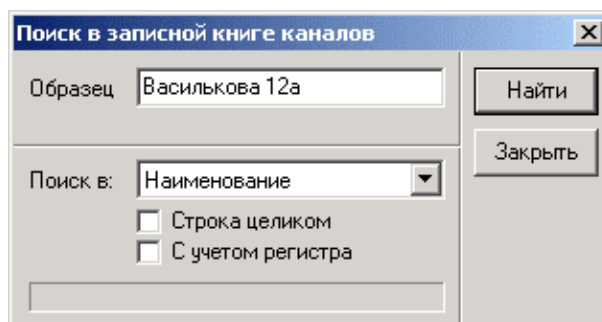 Поиск в записной книге каналов
Образец Василькова 12а
Найти
Закрыть
Поиск в: Наименование
Строка целиком
С учетом регистра